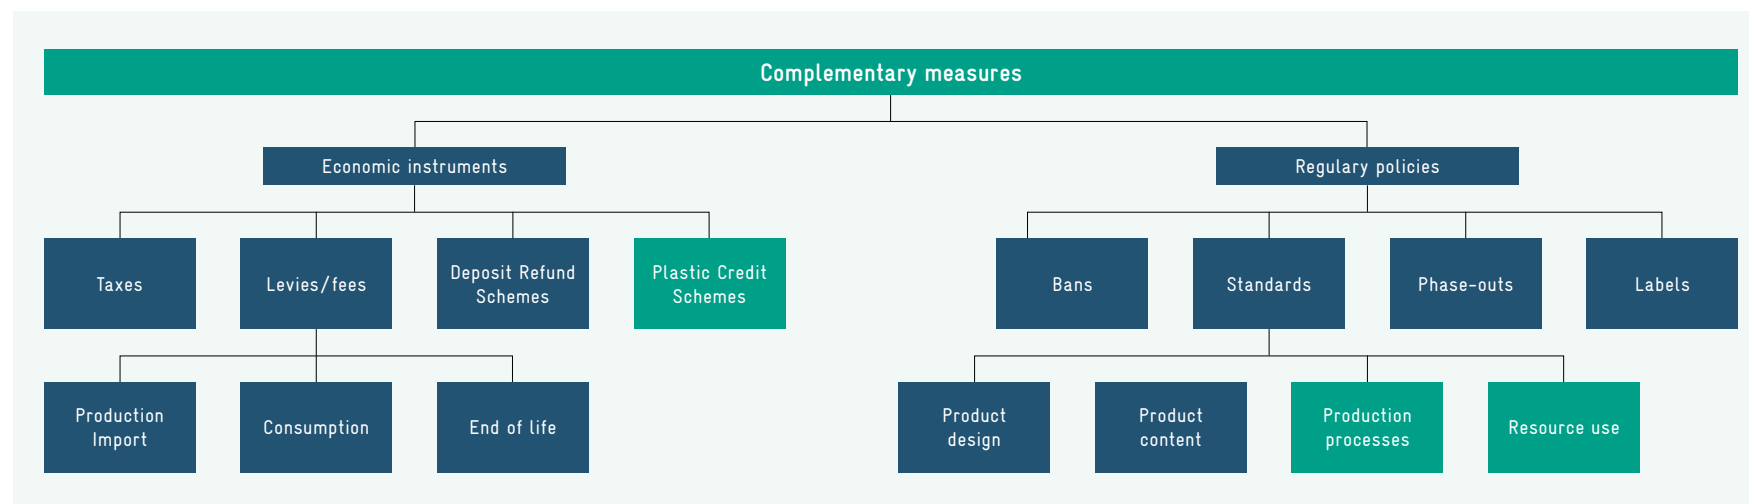 Complementary measures
Economic instruments
Regulary policies
Taxes
Levies/fees
Deposit Refund
Schemes
Plastic Credit
Schemes
Bans
Standards
Phase-outs
Labels
Production
Import
Consumption
End of life
Product
design
Product
content
Production
processes
Resource use